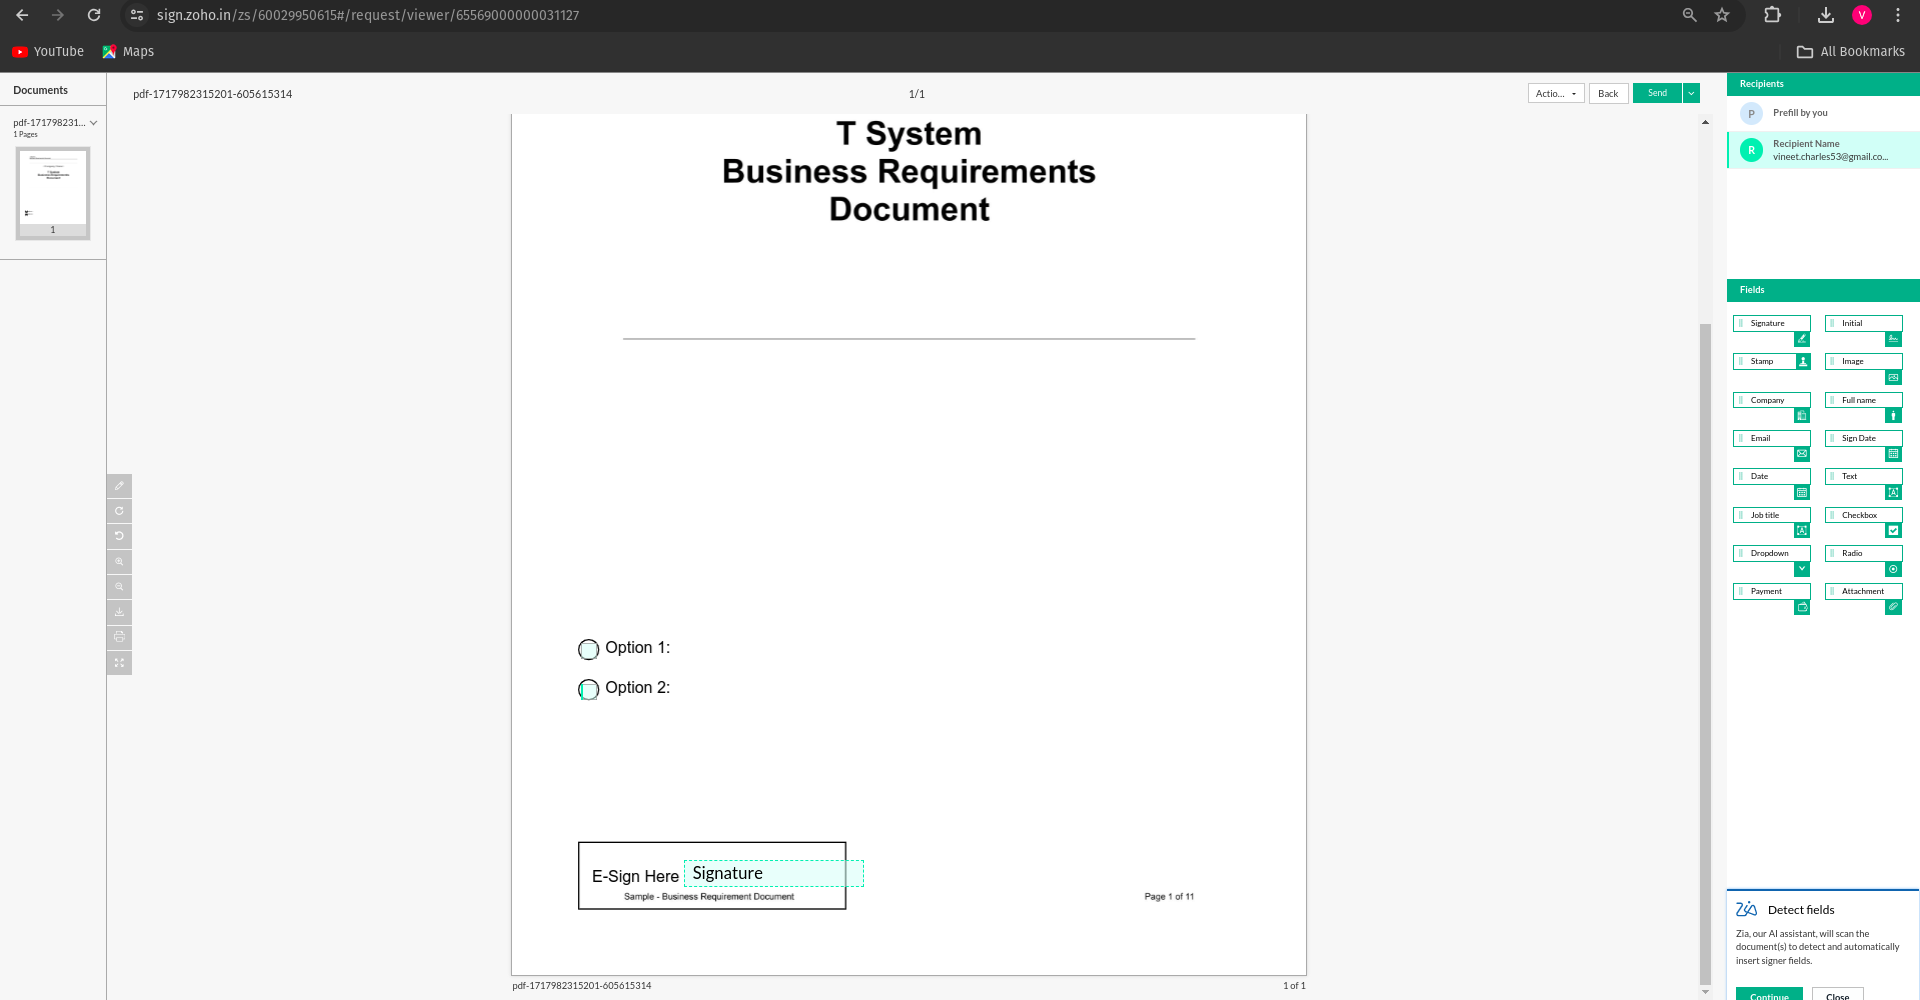 sign.zoho.in/zs/60029950615#/request/viewer/65569000000031127
V
YouTube
Maps
All Bookmarks
Documents
pdf-171798231...
1 Pages
1
pdf-1717982315201-605615314
1/1
Actio...
Back
Send
T System
Business Requirements
Document
Option 1:
Option 2:
E-Sign Here
Signature
Sample - Business Requirement Document
Page 1 of 11
pdf-1717982315201-605615314
1 of 1
Recipients
P
Prefill by you
R
Recipient Name
vineet.charles53@gmail.co...
Fields
Signature
Initial
Stamp
Image
Company
Full name
Email
Sign Date
Date
Text
Job title
Checkbox
Dropdown
Radio
Payment
Attachment
Zia
Detect fields
Zia, our AI assistant, will scan the
document(s) to detect and automatically
insert signer fields.
Continue
Close